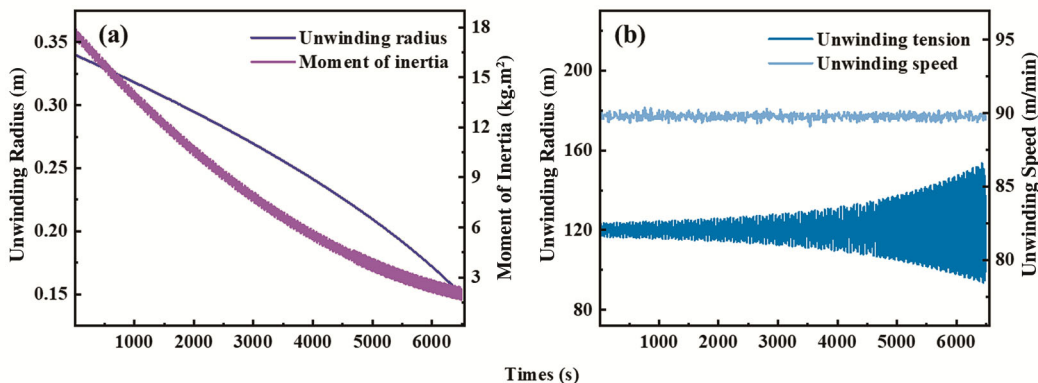 (a)
Unwinding radius
Moment of inertia
Unwinding Radius (m)
0.35
0.30
0.25
0.20
0.15
Moment of Inertia (kg.m²)
18
15
12
9
6
3
1000 2000 3000 4000 5000 6000
(b)
Unwinding tension
Unwinding speed
Unwinding Radius (m)
220
180
160
120
80
Unwinding Speed (m/min)
95
90
85
80
1000 2000 3000 4000 5000 6000
Times (s)